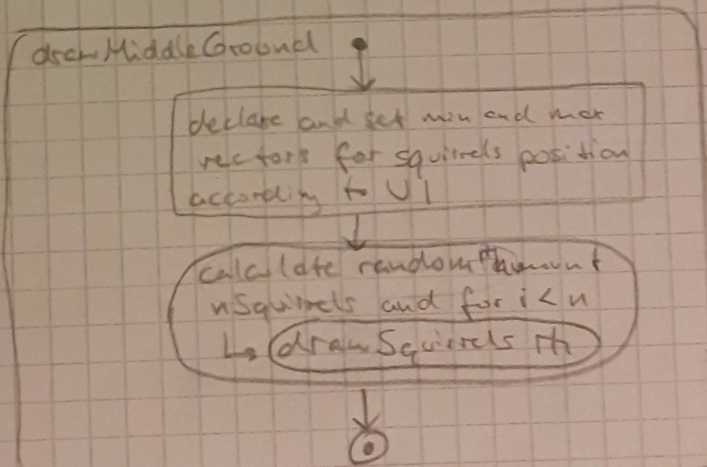 drawMiddleGround
declare and set min and max
vectors for squirrels position
according to UI
calculate random amount
nSquirrels and for i < n
drawSquirrels